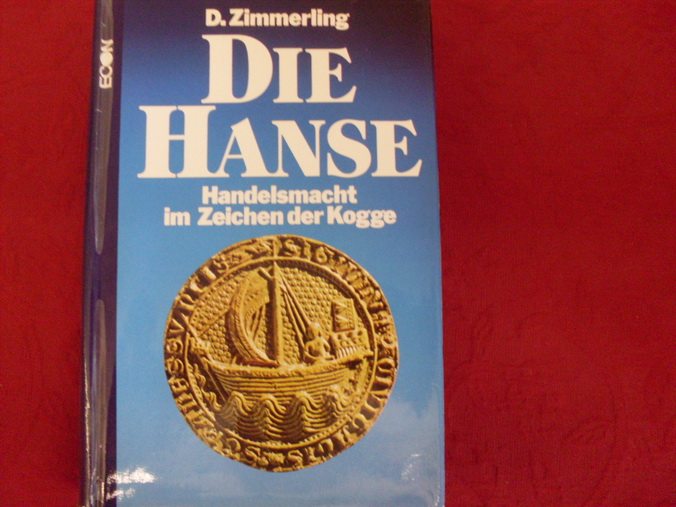 D. Zimmerling
DIE
HANSE
Handelsmacht
im Zeichen der Kogge
ECON